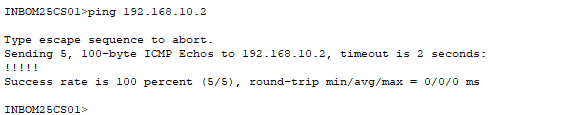 INBOM25CS01>ping 192.168.10.2
Type escape sequence to abort.
Sending 5, 100-byte ICMP Echos to 192.168.10.2, timeout is 2 seconds:
!!!!!
Success rate is 100 percent (5/5), round-trip min/avg/max = 0/0/0 ms
INBOM25CS01>